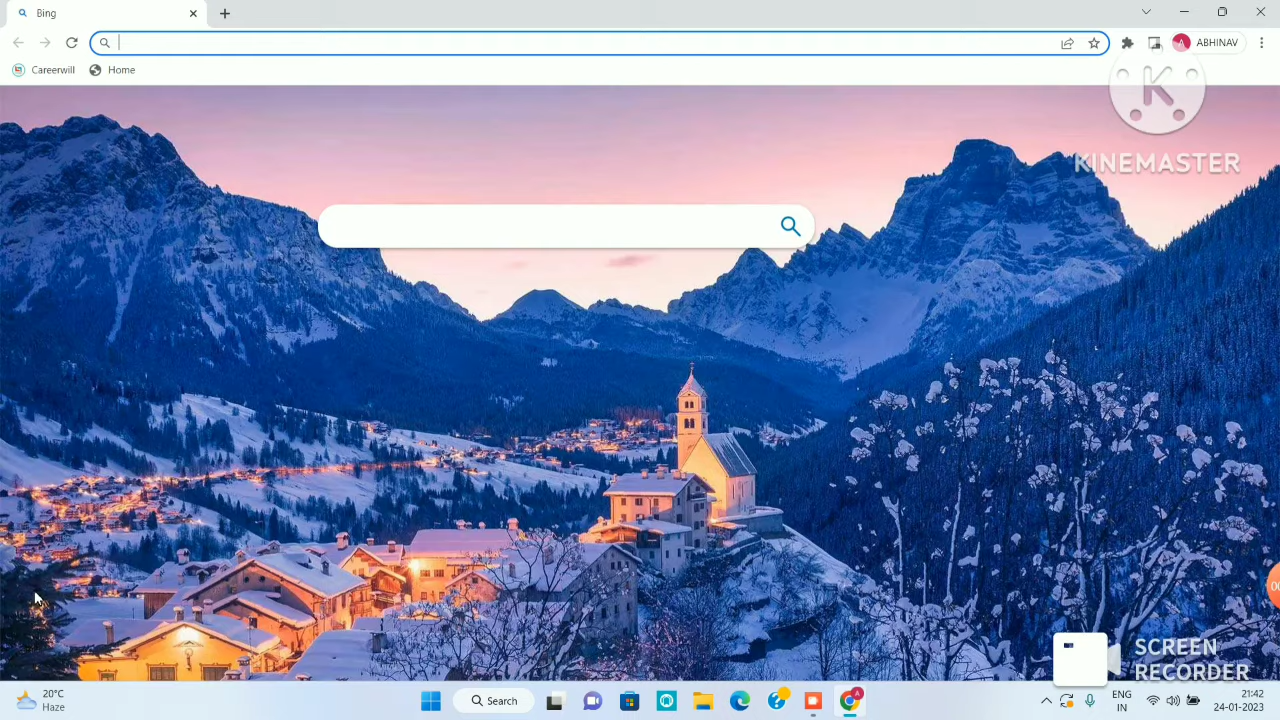 Bing
ABHINAV
Careerwill
Home
K
KINEMASTER
SCREEN
RECORDER
20°C
Haze
Search
A
ENG
IN
21:42
24-01-2023